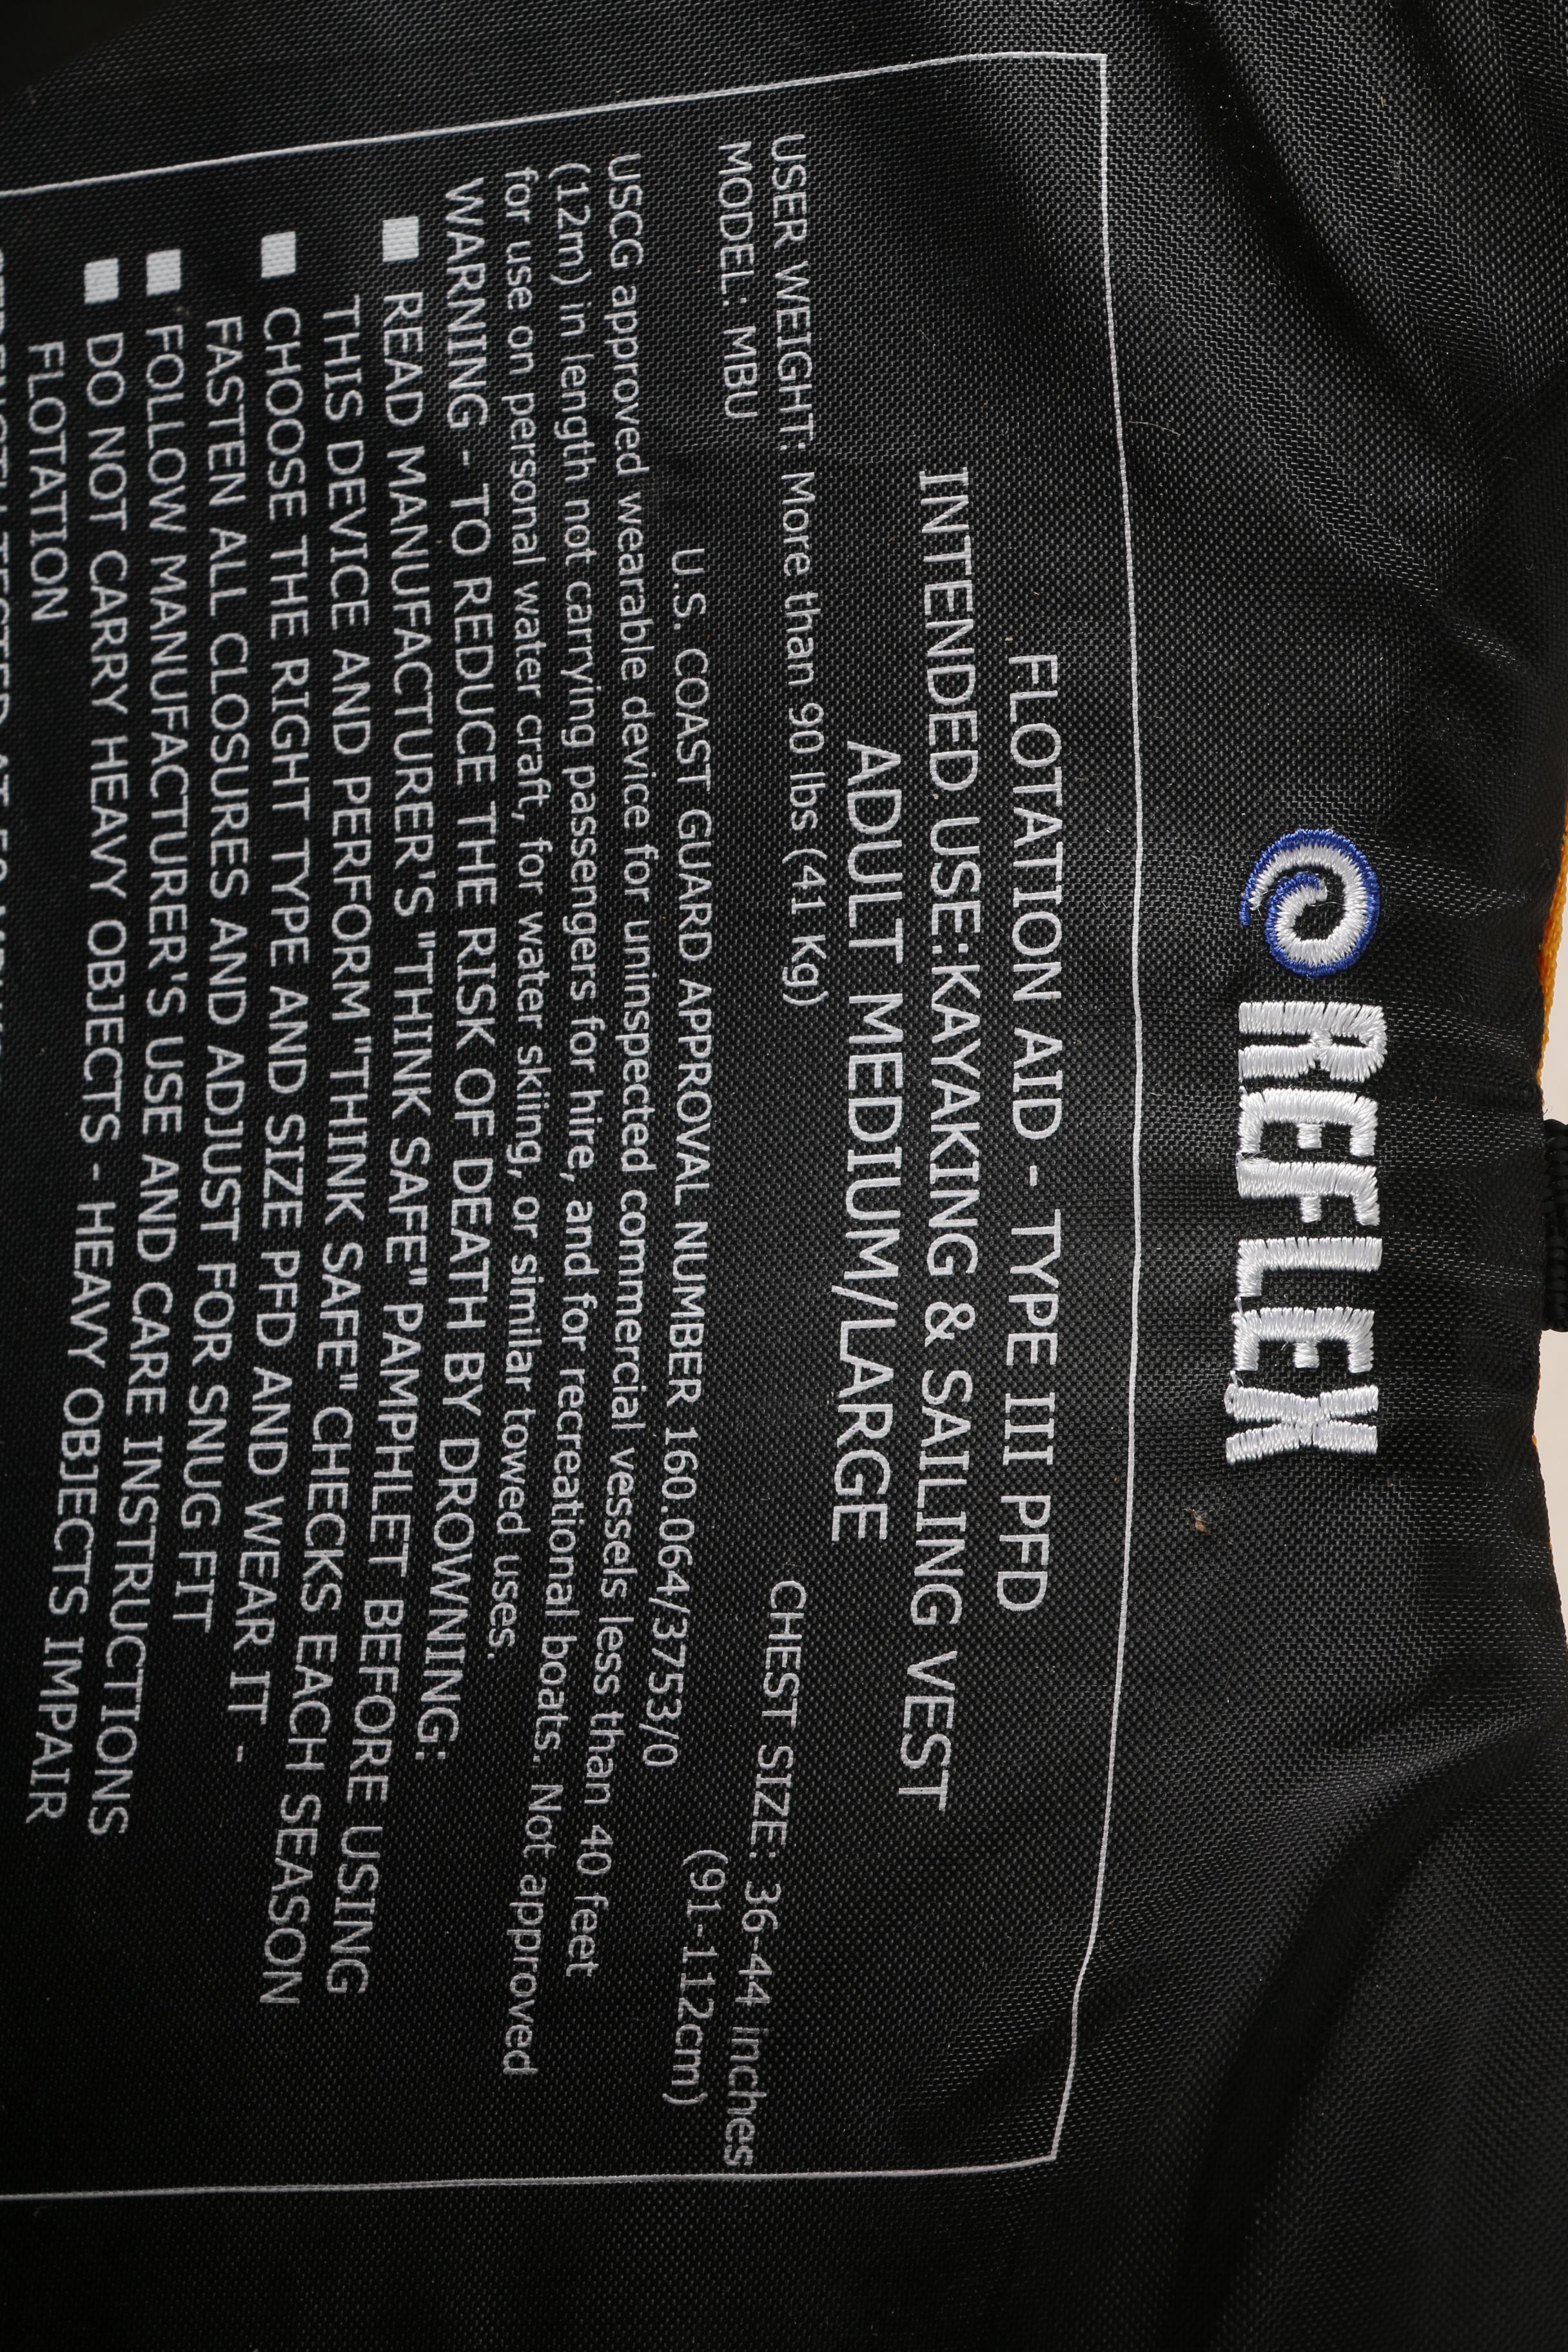 REFLEX
FLOTATION AID - TYPE III PFD
INTENDED USE:KAYAKING & SAILING VEST
ADULT MEDIUM/LARGE
USER WEIGHT: More than 90 lbs (41 Kg)
CHEST SIZE: 36-44 inches
MODEL: MBU
(91-112cm)
U.S. COAST GUARD APPROVAL NUMBER 160.064/3753/0
USCG approved wearable device for uninspected commercial vessels less than 40 feet
(12m) in length not carrying passengers for hire, and for recreational boats. Not approved
for use on personal water craft, for water skiing, or similar towed uses.
WARNING - TO REDUCE THE RISK OF DEATH BY DROWNING:
■ READ MANUFACTURER'S "THINK SAFE" PAMPHLET BEFORE USING
THIS DEVICE AND PERFORM "THINK SAFE" CHECKS EACH SEASON
■ CHOOSE THE RIGHT TYPE AND SIZE PFD AND WEAR IT -
FASTEN ALL CLOSURES AND ADJUST FOR SNUG FIT
■ FOLLOW MANUFACTURER'S USE AND CARE INSTRUCTIONS
■ DO NOT CARRY HEAVY OBJECTS - HEAVY OBJECTS IMPAIR
FLOTATION